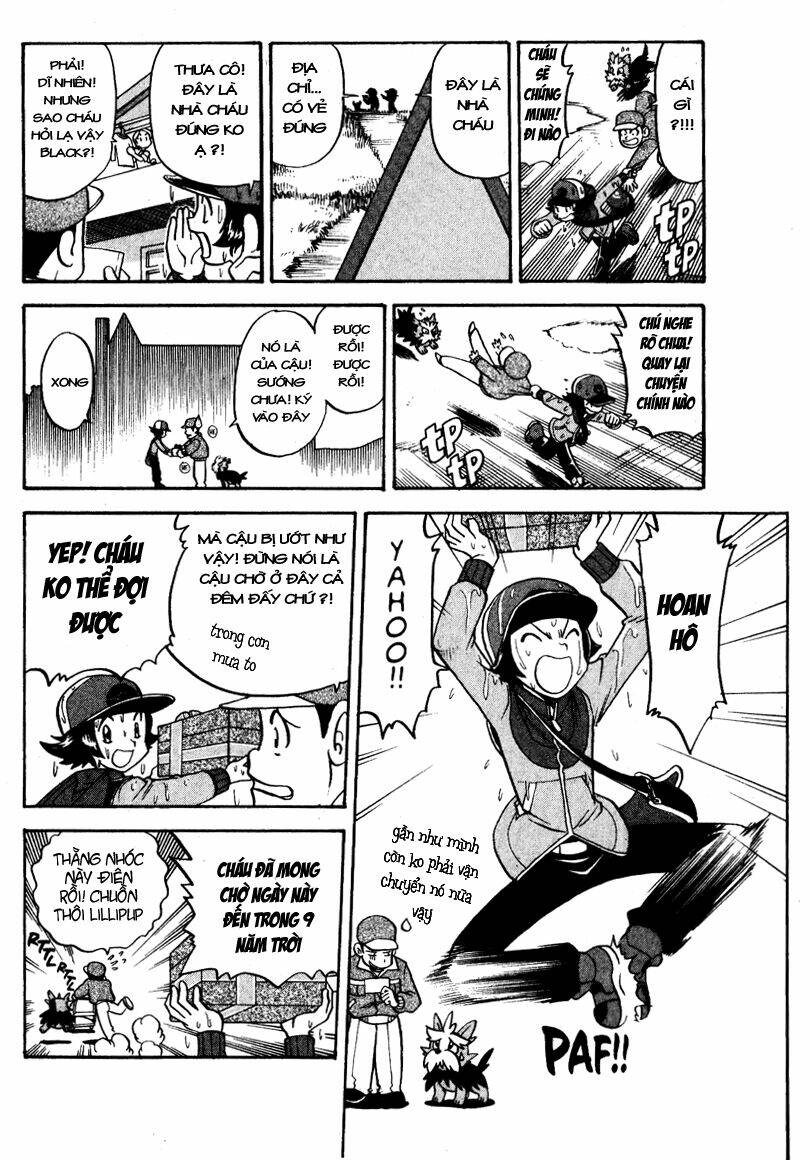 CÁI
GÌ
?!!!
CHÁU
SẼ
CHỨNG
MINH!
ĐI NÀO
TP
TP
ĐÂY LÀ
NHÀ
CHÁU
ĐỊA
CHỈ...
CÓ VẺ
ĐÚNG
THƯA CÔ!
ĐÂY LÀ
NHÀ CHÁU
ĐÚNG KO
Ạ ?!
PHẢI!
DĨ NHIÊN!
NHƯNG
SAO CHÁU
HỎI LẠ VẬY
BLACK?!
CHÚ NGHE
RÕ CHƯA!
QUAY LẠI
CHUYỆN
CHÍNH NÀO
TP
TP
ĐƯỢC
RỒI!
ĐƯỢC
RỒI!
NÓ LÀ
CỦA CẬU!
SƯỚNG
CHƯA! KÝ
VÀO ĐÂY
XONG
HOAN
HÔ
YAHOO!!
gần như mình
còn ko phải vận
chuyển nó nữa
vậy
PAF!!
MÀ CẬU BỊ ƯỚT NHƯ
VẬY! ĐỪNG NÓI LÀ
CẬU CHỜ Ở ĐÂY CẢ
ĐÊM ĐẤY CHỨ ?!
trong cơn
mưa to
YEP! CHÁU
KO THỂ ĐỢI
ĐƯỢC
CHÁU ĐÃ MONG
CHỜ NGÀY NÀY
ĐẾN TRONG 9
NĂM TRỜI
THẰNG NHÓC
NÀY ĐIÊN
RỒI! CHUỒN
THÔI LILLIPUP
RTTL
RTTL